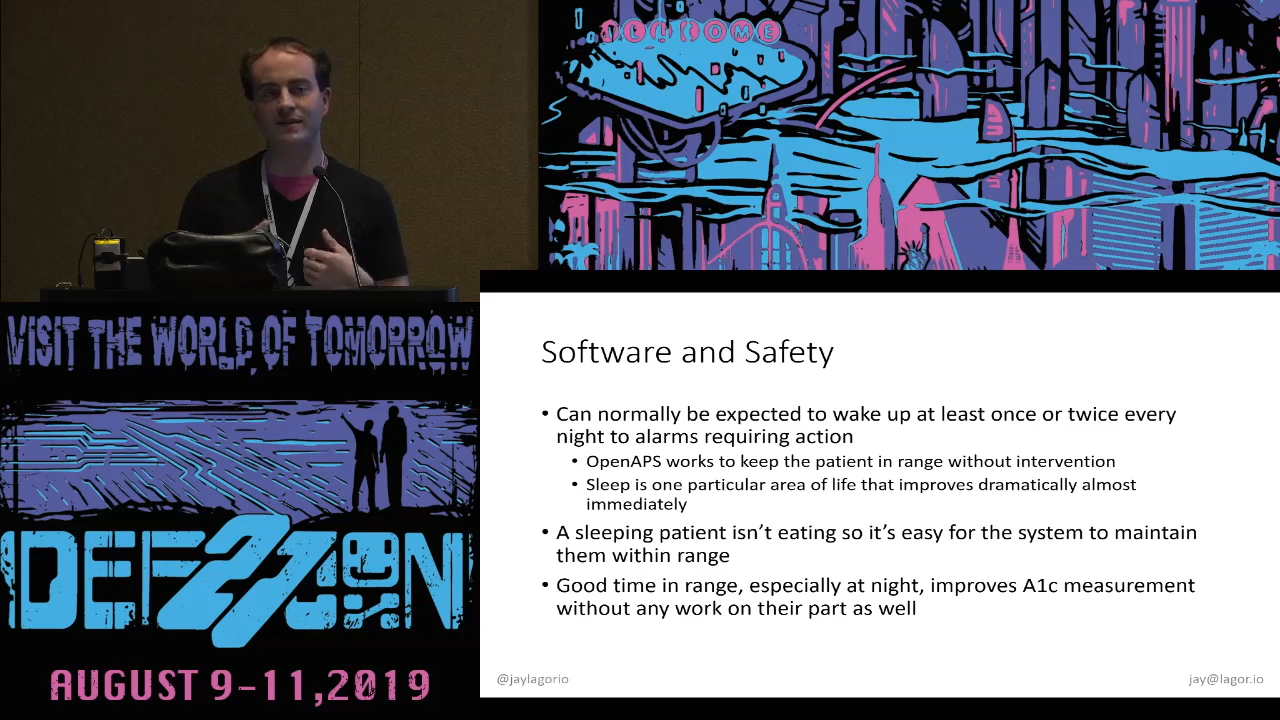 WELCOME
VISIT THE WORLD OF TOMORROW
DEF CON
27
AUGUST 9-11,2019
Software and Safety
• Can normally be expected to wake up at least once or twice every
night to alarms requiring action
• OpenAPS works to keep the patient in range without intervention
• Sleep is one particular area of life that improves dramatically almost
immediately
• A sleeping patient isn’t eating so it’s easy for the system to maintain
them within range
• Good time in range, especially at night, improves A1c measurement
without any work on their part as well
@jaylagorio
jay@lagor.io